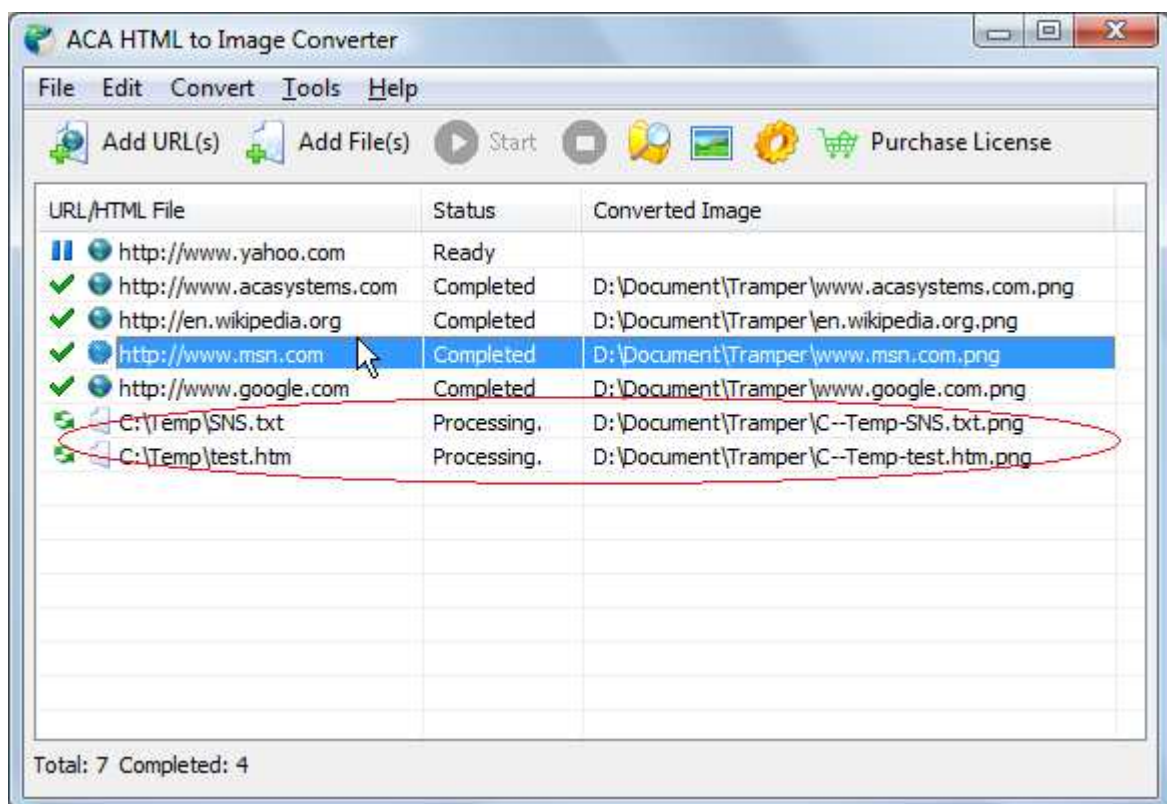 ACA HTML to Image Converter
File Edit Convert Tools Help
Add URL(s) Add File(s) Start Purchase License
URL/HTML File Status Converted Image
http://www.yahoo.com Ready
http://www.acasystems.com Completed D:\Document\Tramper\www.acasystems.com.png
http://en.wikipedia.org Completed D:\Document\Tramper\en.wikipedia.org.png
http://www.msn.com Completed D:\Document\Tramper\www.msn.com.png
http://www.google.com Completed D:\Document\Tramper\www.google.com.png
C:\Temp\SNS.txt Processing. D:\Document\Tramper\C--Temp-SNS.txt.png
C:\Temp\test.htm Processing. D:\Document\Tramper\C--Temp-test.htm.png
Total: 7 Completed: 4